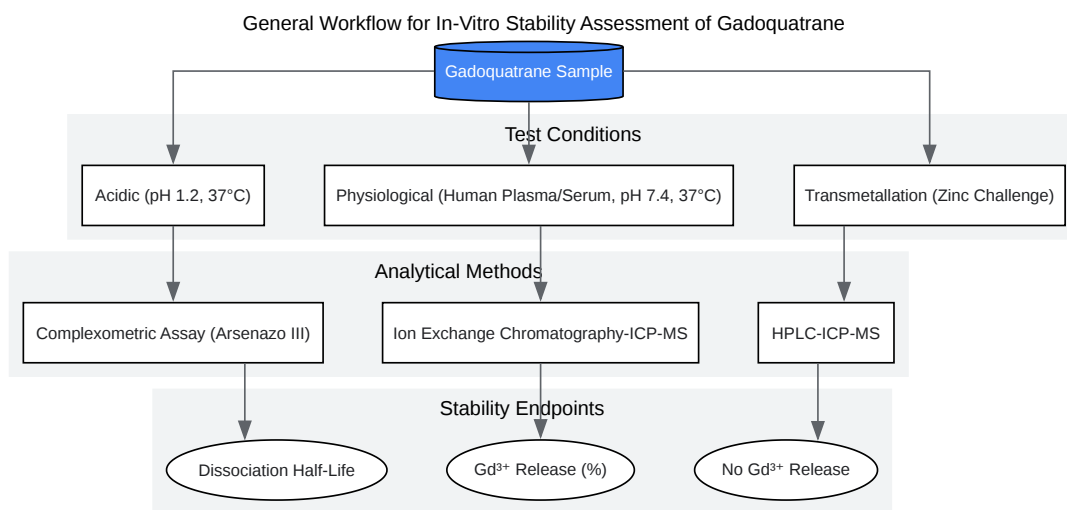 General Workflow for In-Vitro Stability Assessment of Gadoquatrane
Gadoquatrane Sample
Test Conditions
Acidic (pH 1.2, 37°C)
Physiological (Human Plasma/Serum, pH 7.4, 37°C)
Transmetallation (Zinc Challenge)
Analytical Methods
Complexometric Assay (Arsenazo III)
Ion Exchange Chromatography-ICP-MS
HPLC-ICP-MS
Stability Endpoints
Dissociation Half-Life
Gd³⁺ Release (%)
No Gd³⁺ Release